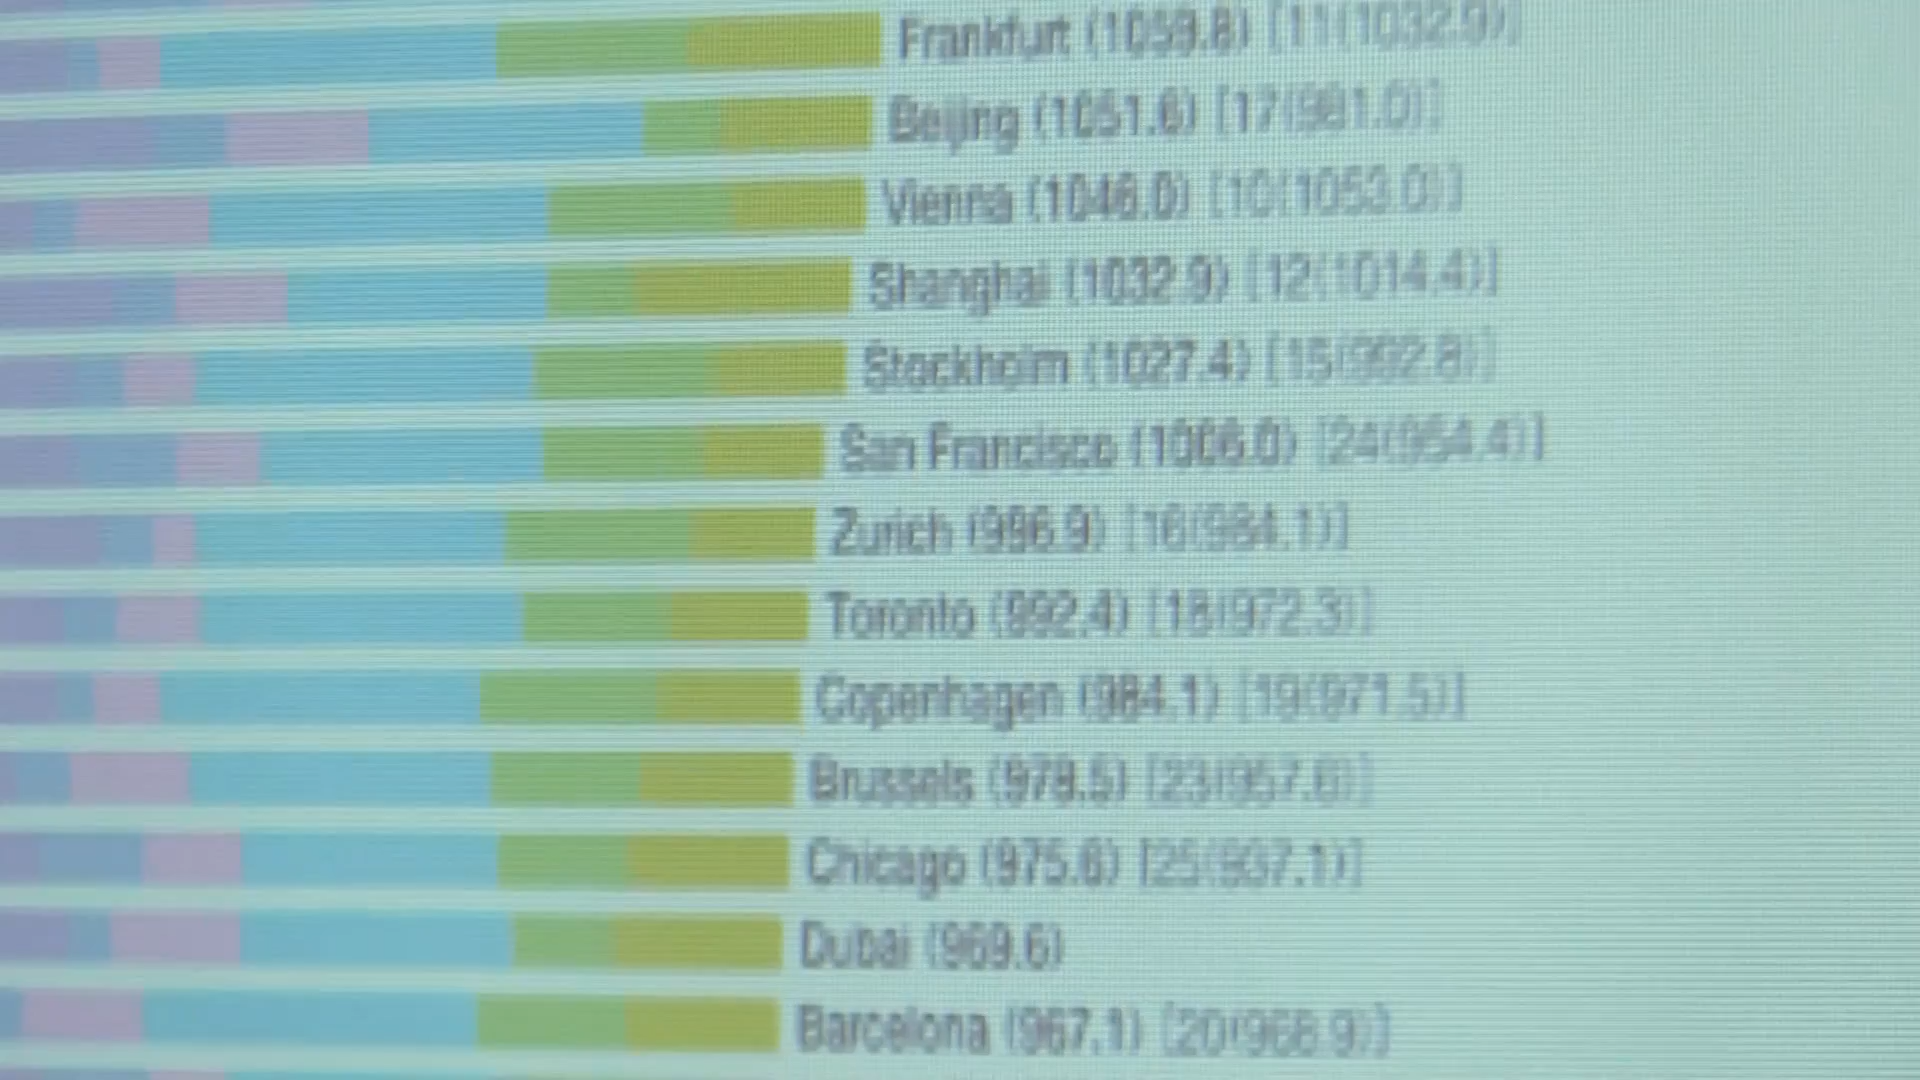 Frankfurt (1059.8) [11(1032.9)]
Beijing (1051.6) [17(981.0)]
Vienna (1046.0) [10(1053.0)]
Shanghai (1032.9) [12(1014.4)]
Stockholm (1027.4) [15(992.8)]
San Francisco (1006.0) [24(954.4)]
Zurich (996.9) [16(984.1)]
Toronto (992.4) [18(972.3)]
Copenhagen (984.1) [19(971.5)]
Brussels (979.5) [23(957.6)]
Chicago (975.6) [25(937.1)]
Dubai (969.6)
Barcelona (967.1) [20(968.9)]